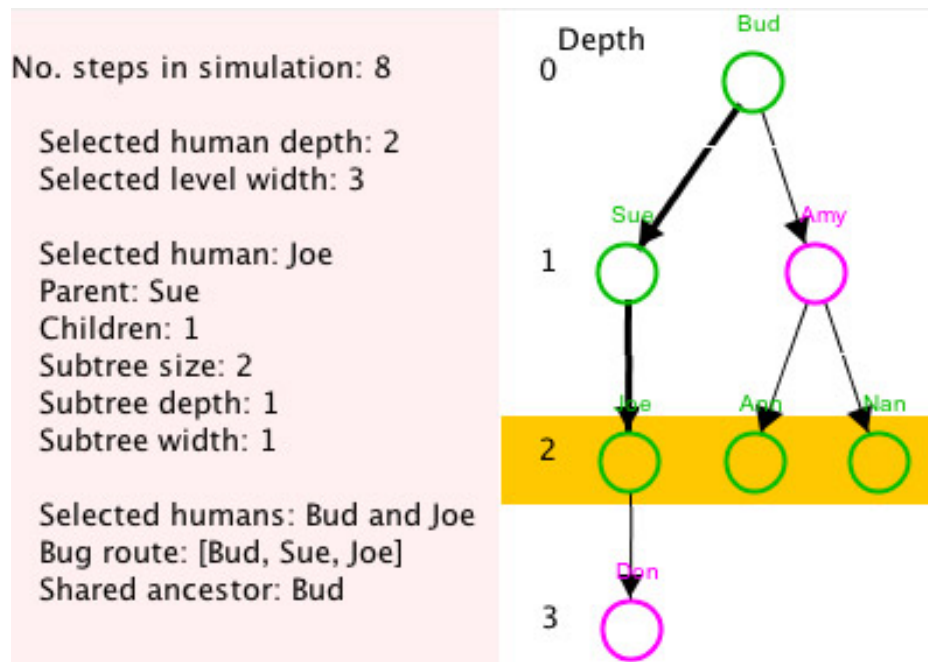 No. steps in simulation: 8
Selected human depth: 2
Selected level width: 3
Selected human: Joe
Parent: Sue
Children: 1
Subtree size: 2
Subtree depth: 1
Subtree width: 1
Selected humans: Bud and Joe
Bug route: [Bud, Sue, Joe]
Shared ancestor: Bud
Bud
Depth
0
Sue
Amy
1
Joe
Ann
Nan
2
Don
3